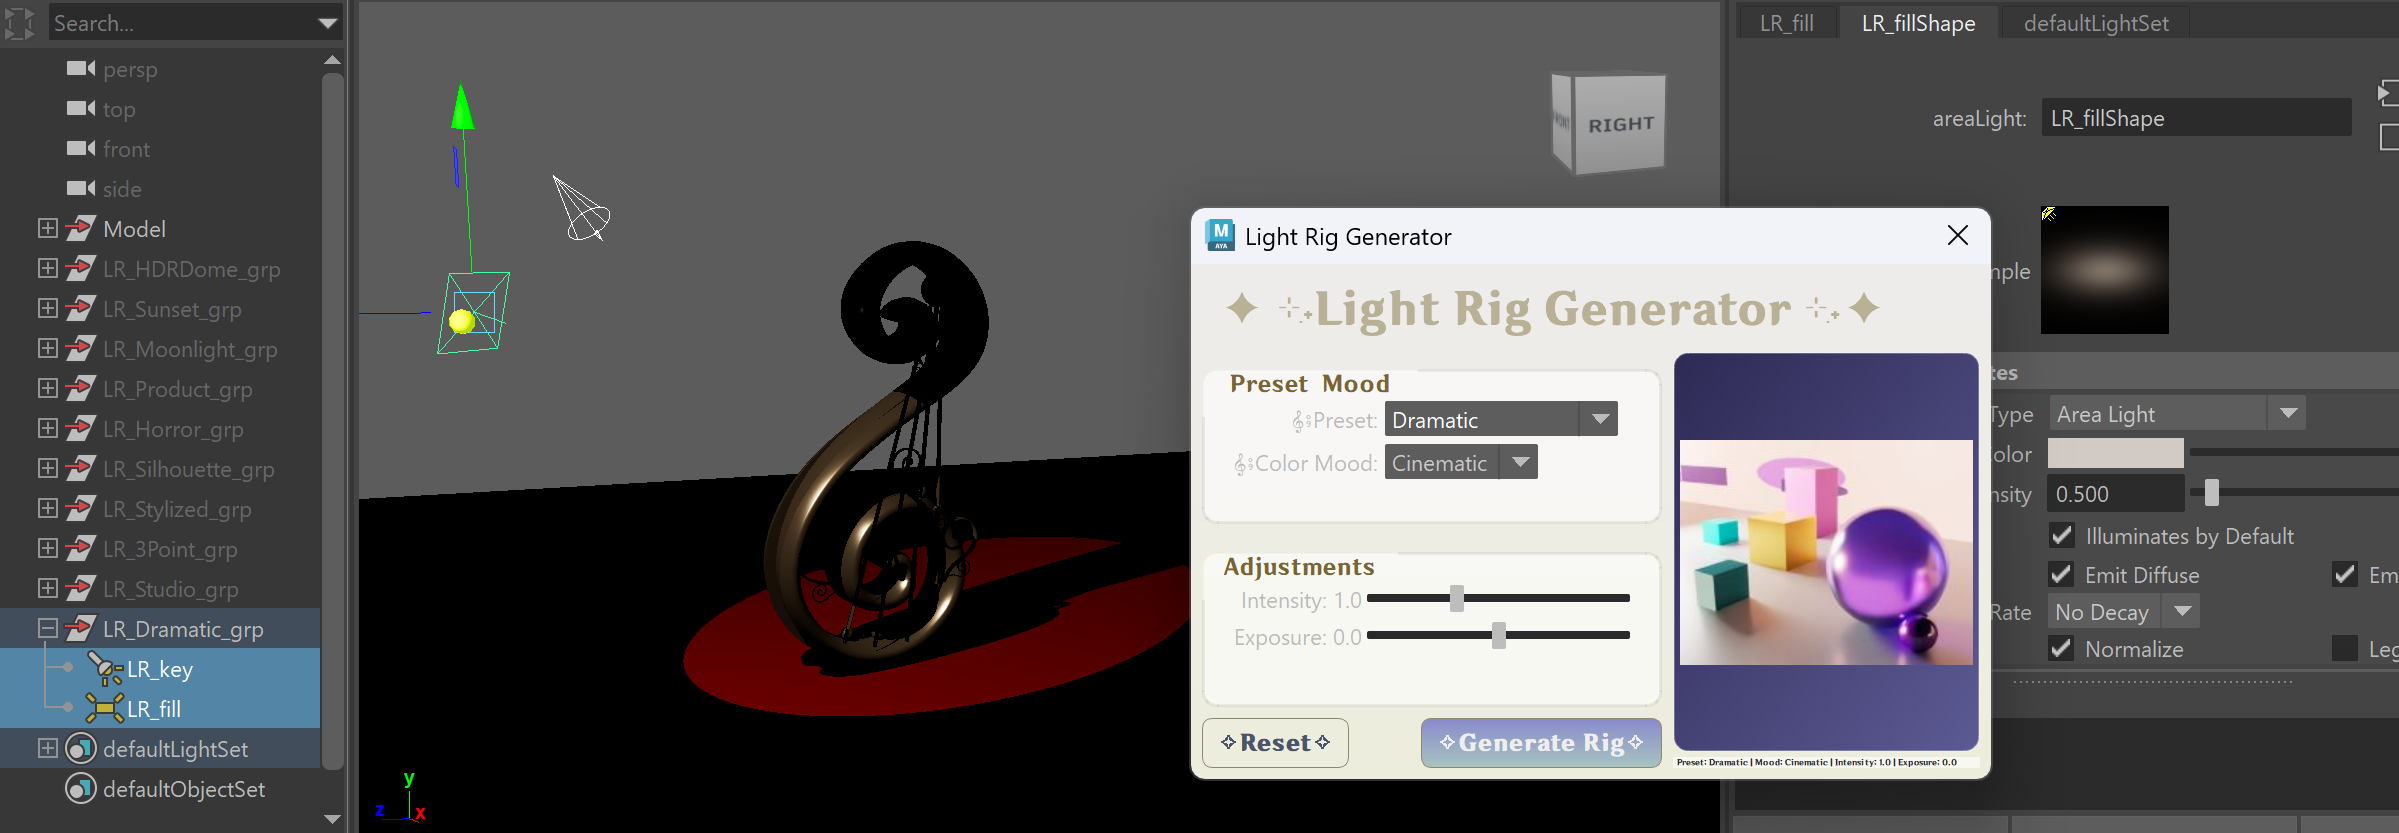 Search...
persp
top
front
side
Model
LR_HDRDome_grp
LR_Sunset_grp
LR_Moonlight_grp
LR_Product_grp
LR_Horror_grp
LR_Silhouette_grp
LR_Stylized_grp
LR_3Point_grp
LR_Studio_grp
LR_Dramatic_grp
LR_key
LR_fill
defaultLightSet
defaultObjectSet
y
z
x
FRONT
RIGHT
M
AYA
Light Rig Generator
Light Rig Generator
Preset Mood
Preset: Dramatic
Color Mood: Cinematic
Adjustments
Intensity: 1.0
Exposure: 0.0
Reset
Generate Rig
Preset: Dramatic | Mood: Cinematic | Intensity: 1.0 | Exposure: 0.0
LR_fill
LR_fillShape
defaultLightSet
areaLight: LR_fillShape
mple
tes
Type Area Light
olor
nsity 0.500
Illuminates by Default
Emit Diffuse
Em
Rate No Decay
Normalize
Leg